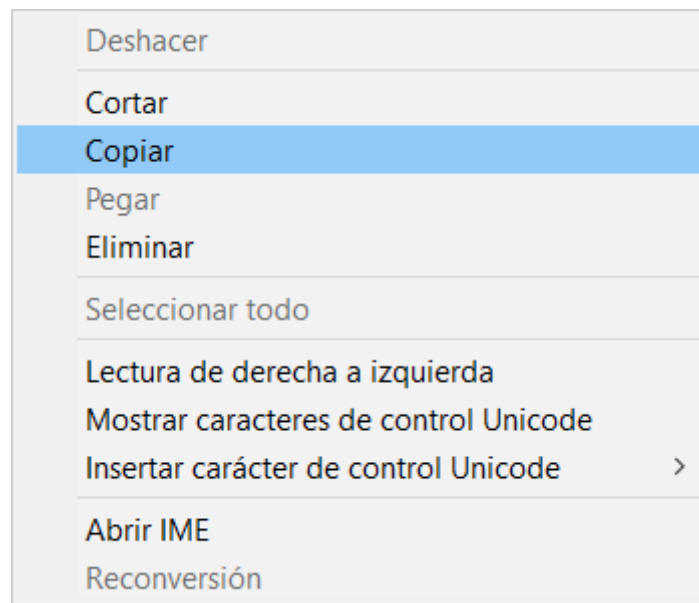 Deshacer
Cortar
Copiar
Pegar
Eliminar
Seleccionar todo
Lectura de derecha a izquierda
Mostrar caracteres de control Unicode
Insertar carácter de control Unicode
Abrir IME
Reconversión